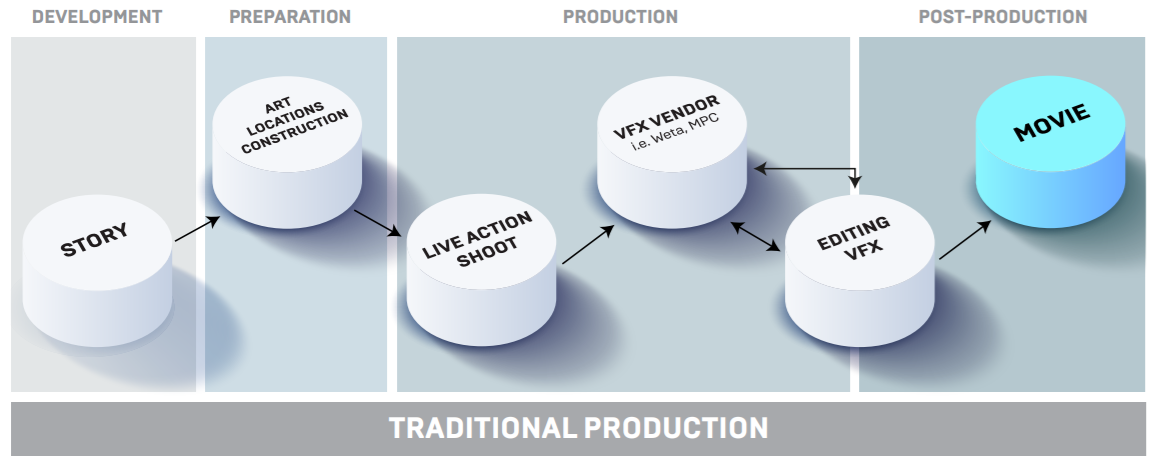 DEVELOPMENT
PREPARATION
PRODUCTION
POST-PRODUCTION
STORY
ART
LOCATIONS
CONSTRUCTION
LIVE ACTION
SHOOT
VFX VENDOR
i.e. Weta, MPC
EDITING
VFX
MOVIE
TRADITIONAL PRODUCTION